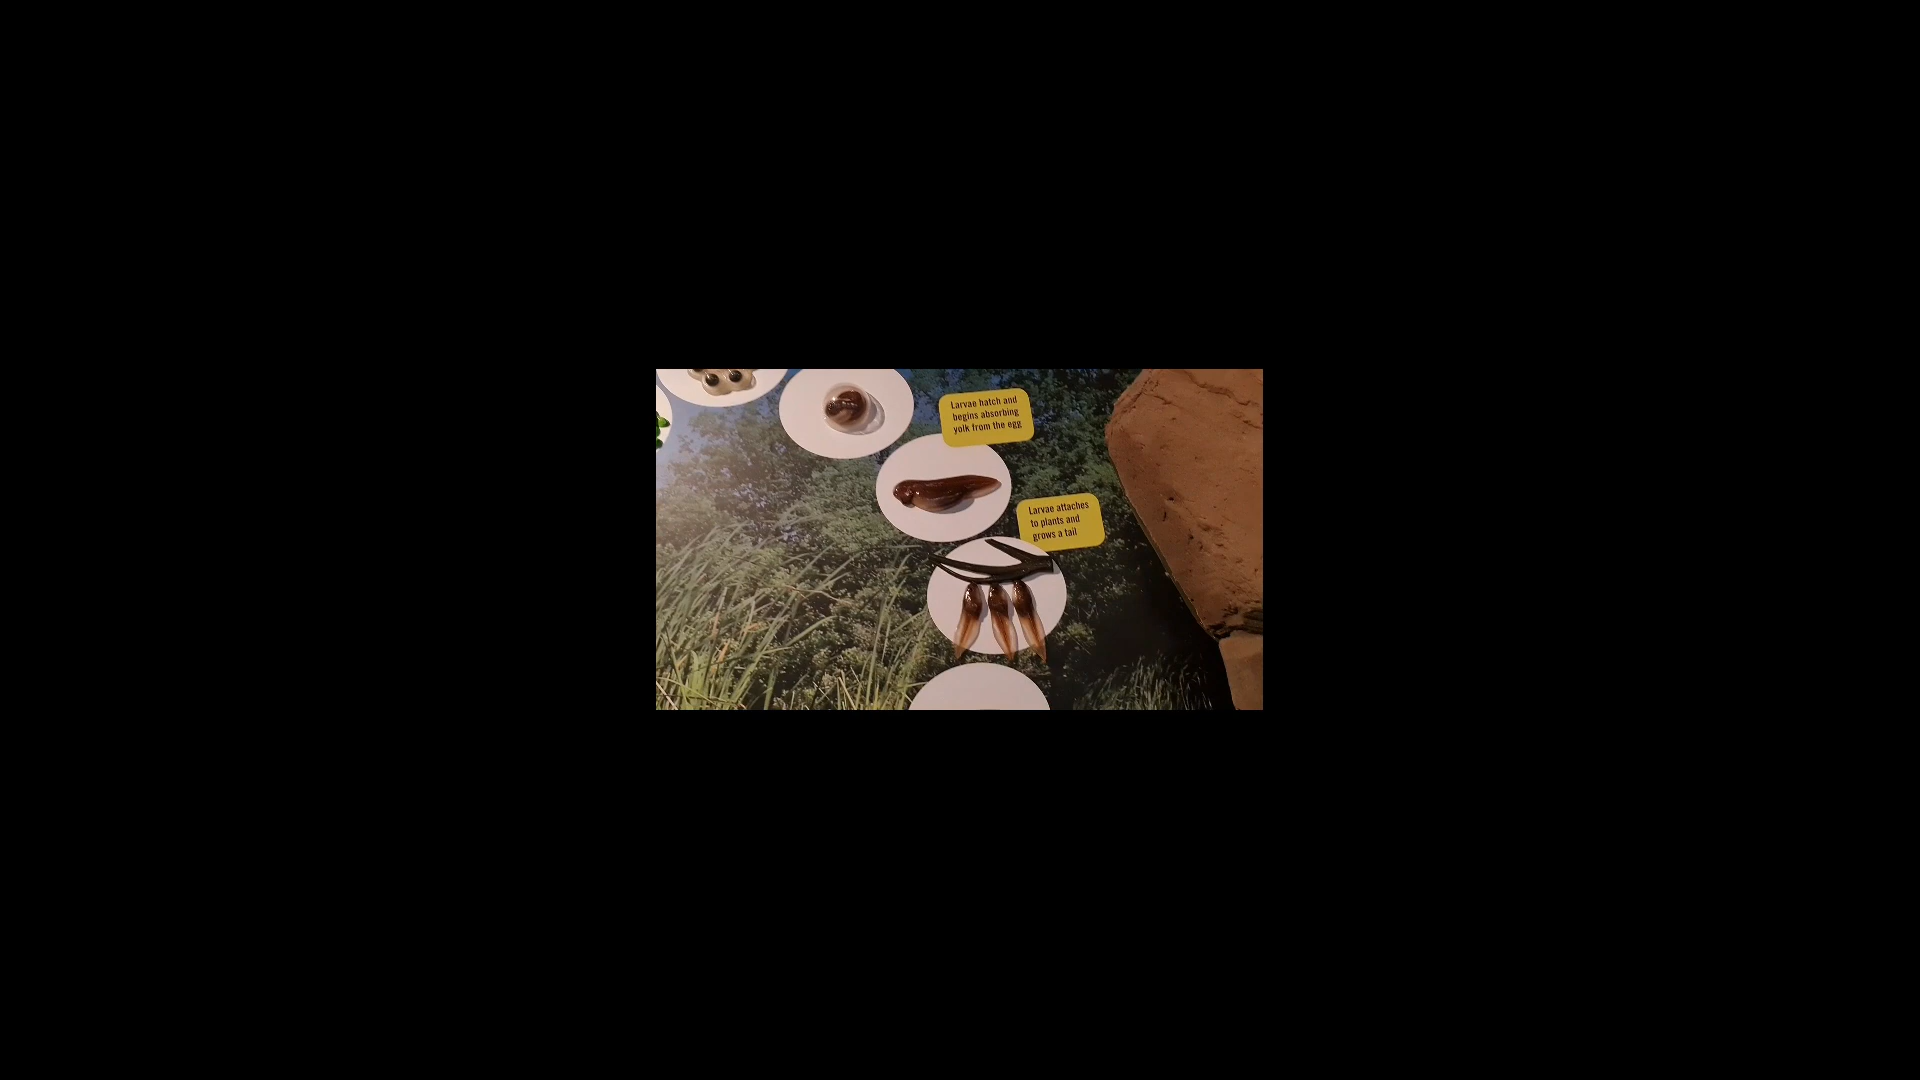 Larvae hatch and
begins absorbing
yolk from the egg
Larvae attaches
to plants and
grows a tail